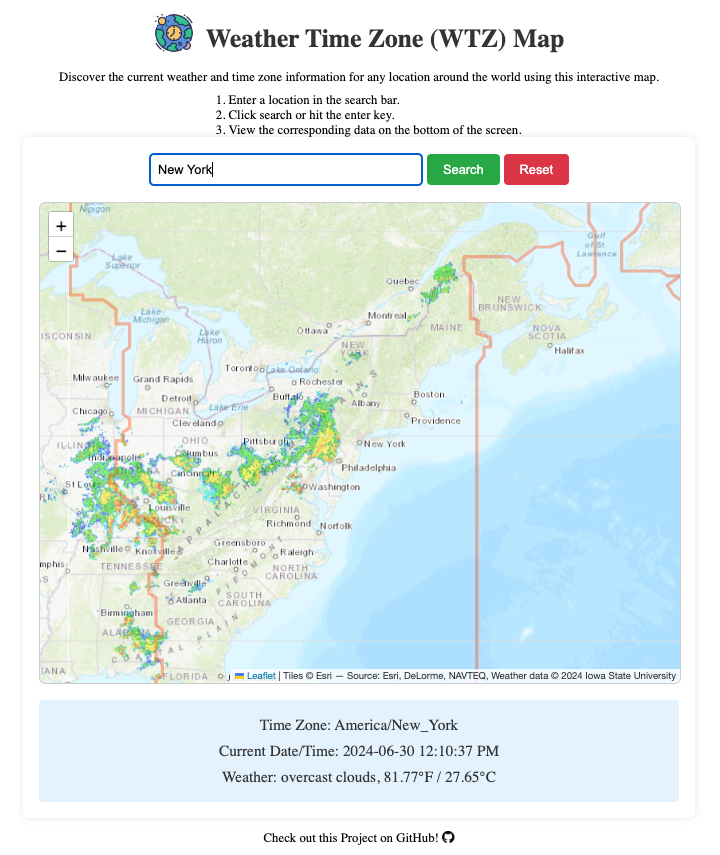 Weather Time Zone (WTZ) Map
Discover the current weather and time zone information for any location around the world using this interactive map.
1. Enter a location in the search bar.
2. Click search or hit the enter key.
3. View the corresponding data on the bottom of the screen.
New York
Search
Reset
+
−
Nipigon
Lake Superior
Gulf of St. Lawrence
Quebec
NEW BRUNSWICK
Lake Michigan
Lake Huron
Montreal
MAINE
NOVA SCOTIA
ISCONSIN
Ottawa
NEW YORK
Halifax
Toronto
Lake Ontario
Milwaukee
Grand Rapids
Rochester
Detroit
Buffalo
Albany
Boston
Chicago
MICHIGAN
Lake Erie
Cleveland
Providence
ILLINO
OHIO
Pittsburgh
New York
Indianapolis
Columbus
Philadelphia
St Louis
Cincinnati
Washington
Louisville
VIRGINIA
KENTUCKY
Richmond
Norfolk
Nashville
Knoxville
Greensboro
Raleigh
mphis
TENNESSEE
Charlotte
NORTH CAROLINA
Greenville
PIEDMONT
Atlanta
SOUTH CAROLINA
Birmingham
GEORGIA
ALABAMA
COASTAL PLAIN
IANA
FLORIDA
Leaflet | Tiles © Esri — Source: Esri, DeLorme, NAVTEQ, Weather data © 2024 Iowa State University
Time Zone: America/New_York
Current Date/Time: 2024-06-30 12:10:37 PM
Weather: overcast clouds, 81.77°F / 27.65°C
Check out this Project on GitHub!